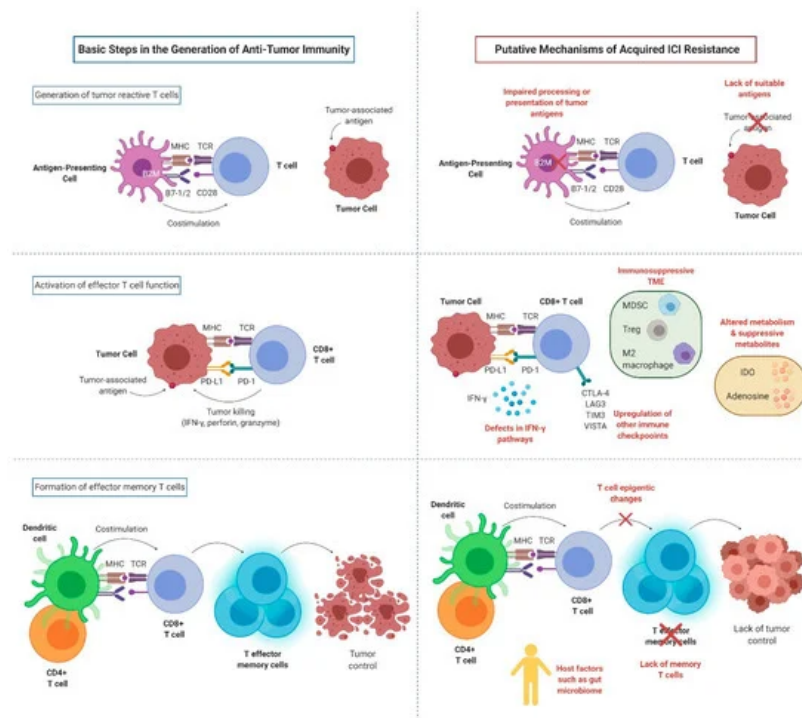 Basic Steps in the Generation of Anti-Tumor Immunity
Putative Mechanisms of Acquired ICI Resistance
Generation of tumor reactive T cells
Tumor-associated
antigen
MHC TCR
Antigen-Presenting
Cell
B2M
T cell
B7-1/2 CD28
Costimulation
Tumor Cell
Impaired processing or
presentation of tumor
antigens
Lack of suitable
antigens
Tumor-associated
antigen
MHC TCR
Antigen-Presenting
Cell
B2M
T cell
B7-1/2 CD28
Costimulation
Tumor Cell
Activation of effector T cell function
MHC TCR
Tumor Cell
CD8+
T cell
PD-L1 PD-1
Tumor-associated
antigen
Tumor killing
(IFN-γ, perforin, granzyme)
Tumor Cell
CD8+ T cell
MHC TCR
PD-L1 PD-1
IFN-γ
Defects in IFN-γ
pathways
CTLA-4
LAG3
TIM3
VISTA
Upregulation of
other immune
checkpoints
Immunosuppressive
TME
MDSC
Treg
M2
macrophage
Altered metabolism
& suppressive
metabolites
IDO
Adenosine
Formation of effector memory T cells
Dendritic
cell
Costimulation
MHC TCR
CD8+
T cell
CD4+
T cell
T effector
memory cells
Tumor
control
Dendritic
cell
Costimulation
T cell epigentic
changes
MHC TCR
CD8+
T cell
CD4+
T cell
T effector
memory cells
Lack of memory
T cells
Lack of tumor
control
Host factors
such as gut
microbiome